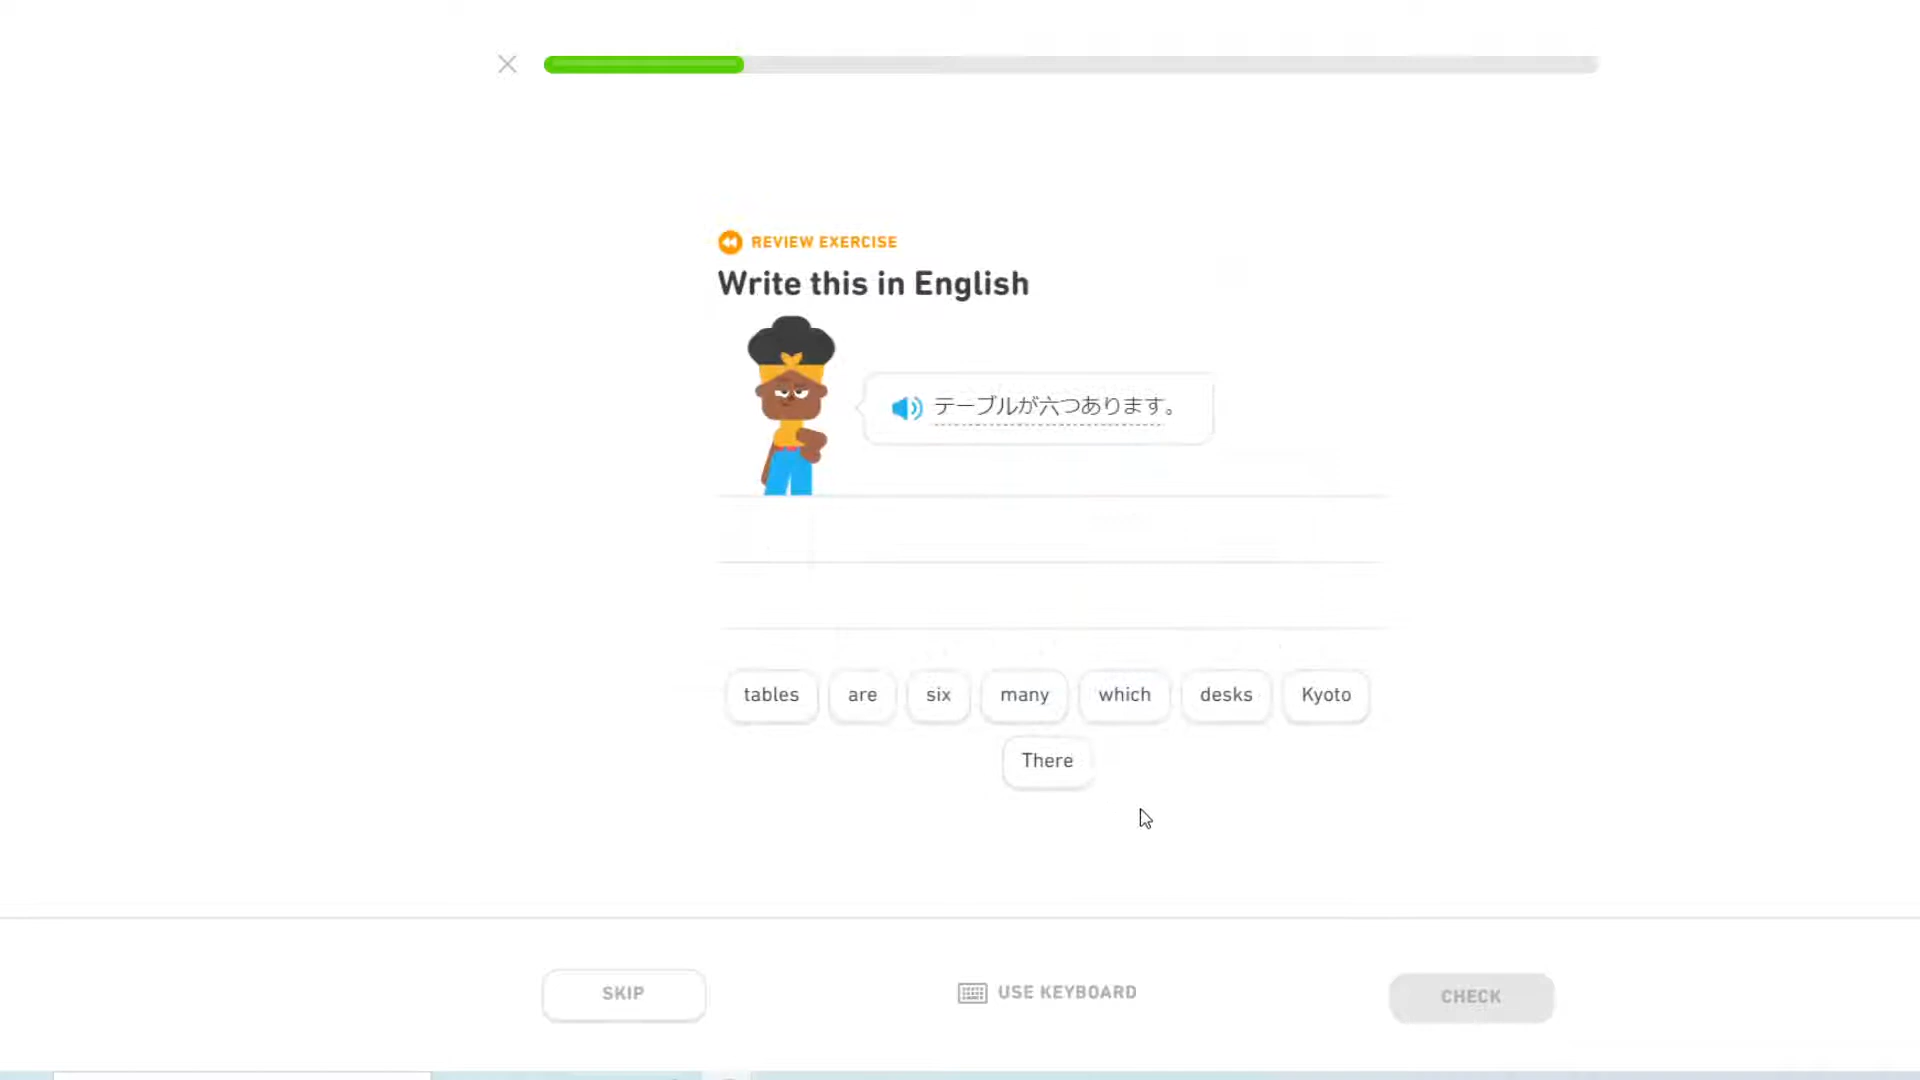 REVIEW EXERCISE
Write this in English
テーブルが六つあります。
tables are six many which desks Kyoto
There
SKIP USE KEYBOARD CHECK